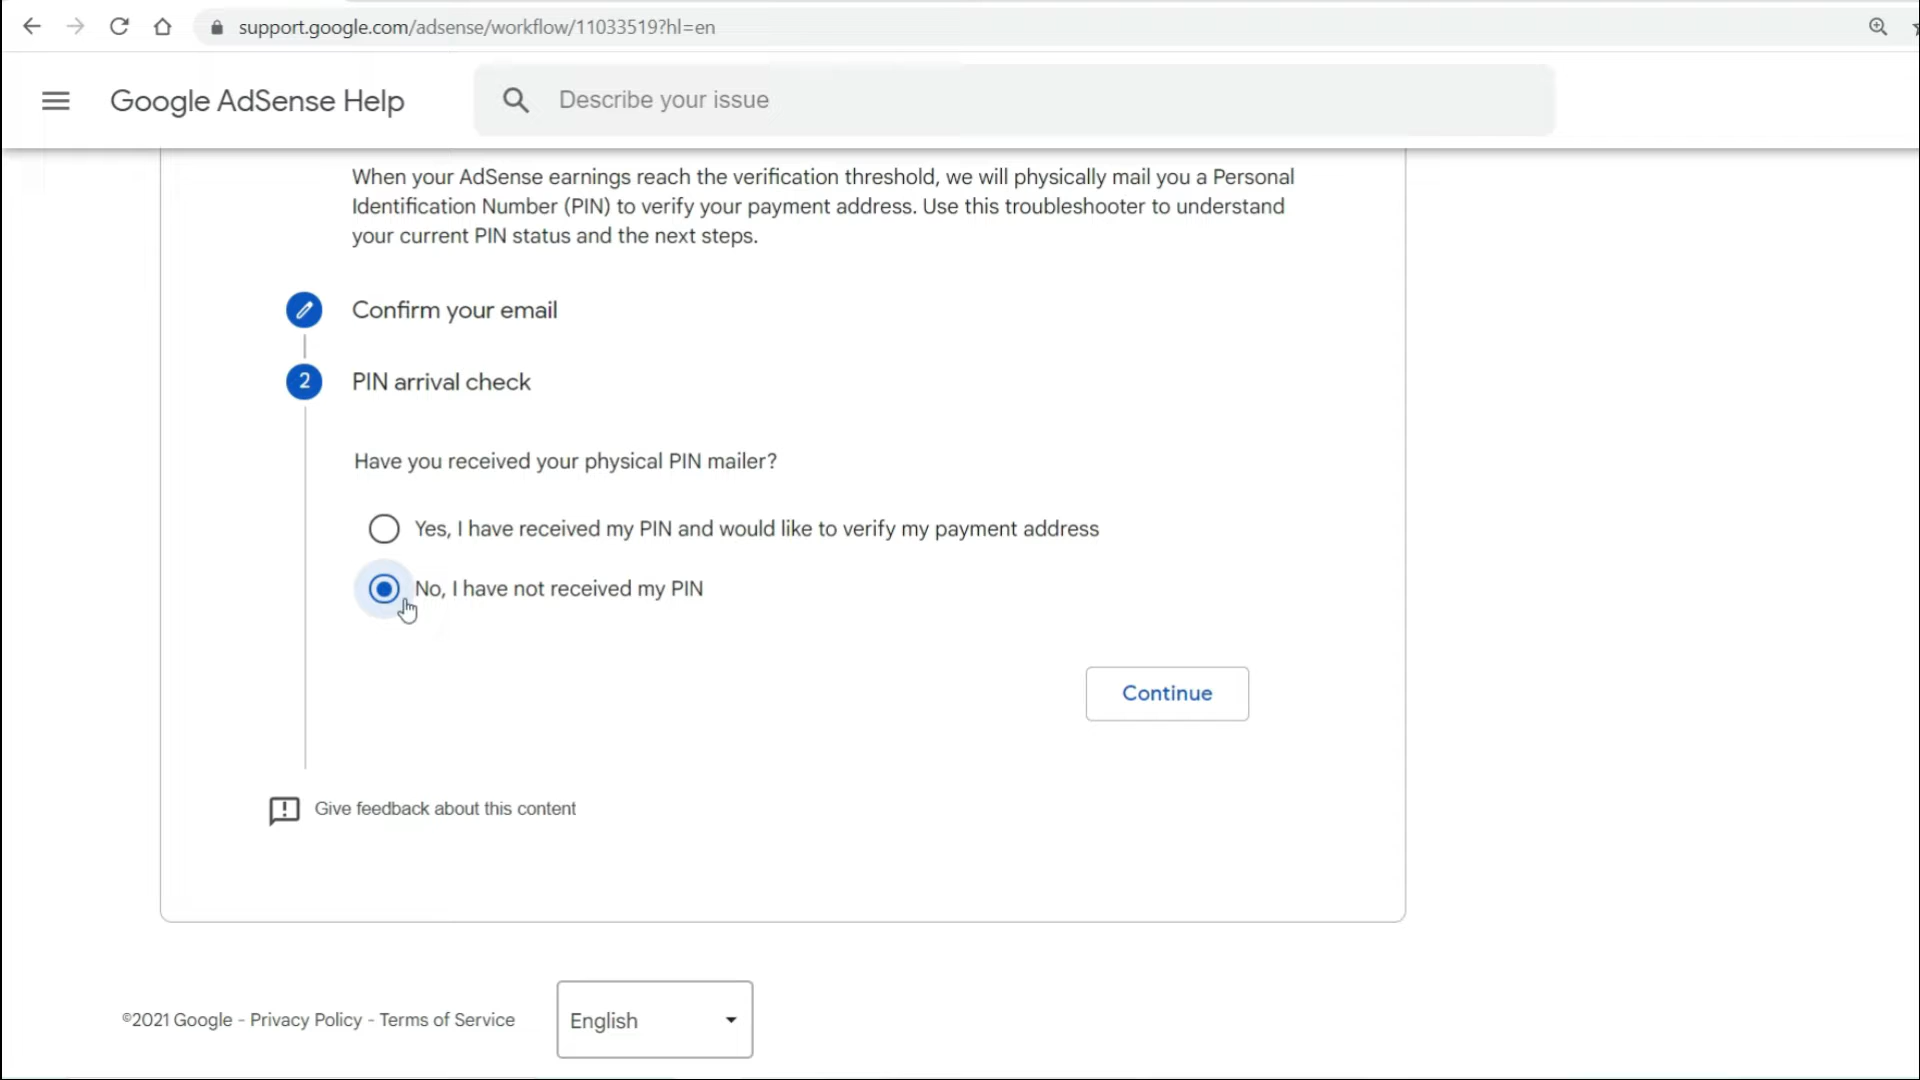 support.google.com/adsense/workflow/11033519?hl=en
Google AdSense Help
Describe your issue
When your AdSense earnings reach the verification threshold, we will physically mail you a Personal
Identification Number (PIN) to verify your payment address. Use this troubleshooter to understand
your current PIN status and the next steps.
Confirm your email
2 PIN arrival check
Have you received your physical PIN mailer?
Yes, I have received my PIN and would like to verify my payment address
No, I have not received my PIN
Continue
Give feedback about this content
©2021 Google - Privacy Policy - Terms of Service
English